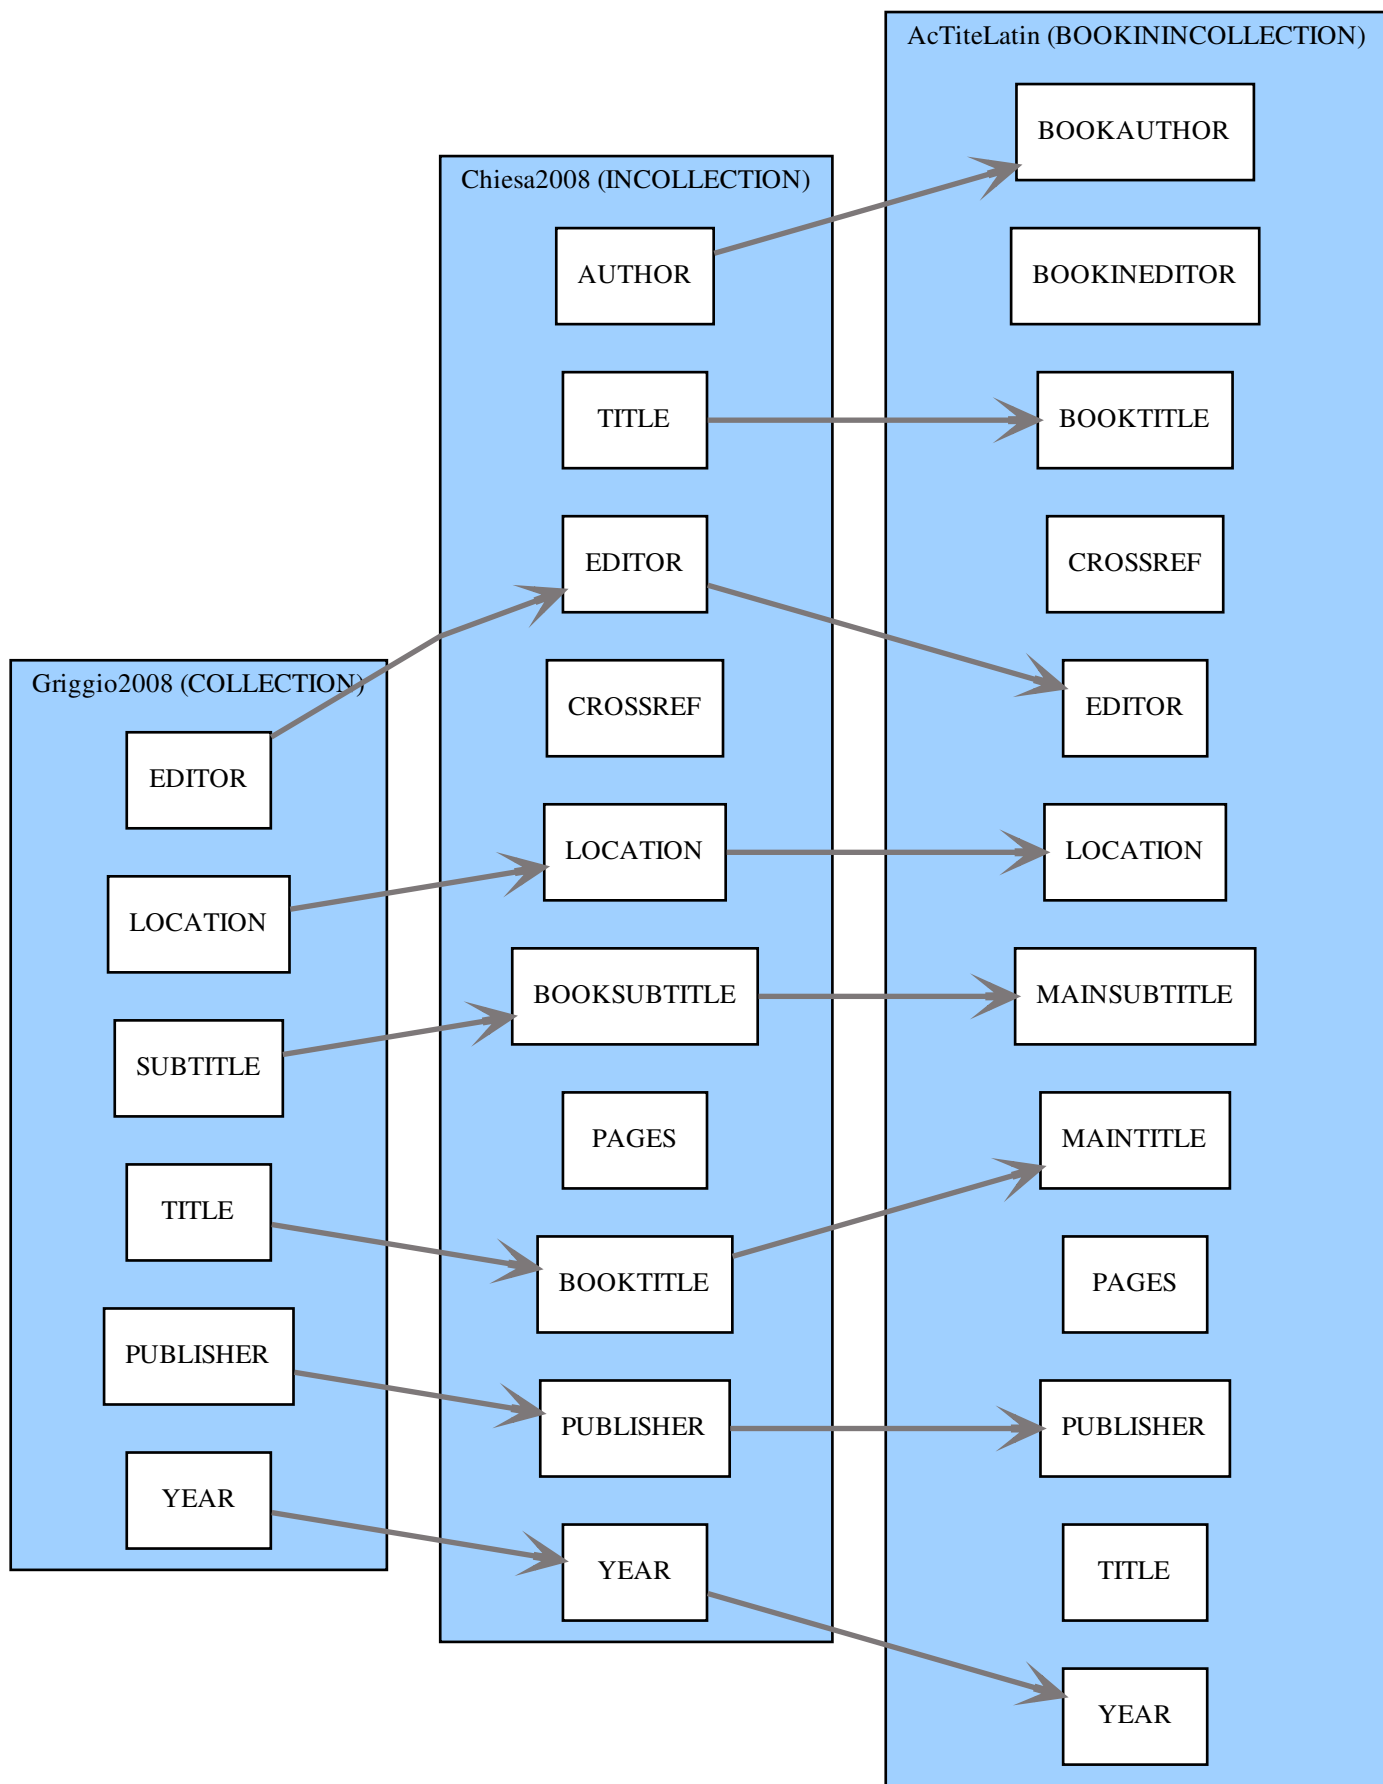 Griggio2008 (COLLECTION)
EDITOR
LOCATION
SUBTITLE
TITLE
PUBLISHER
YEAR
Chiesa2008 (INCOLLECTION)
AUTHOR
TITLE
EDITOR
CROSSREF
LOCATION
BOOKSUBTITLE
PAGES
BOOKTITLE
PUBLISHER
YEAR
AcTiteLatin (BOOKININCOLLECTION)
BOOKAUTHOR
BOOKINEDITOR
BOOKTITLE
CROSSREF
EDITOR
LOCATION
MAINSUBTITLE
MAINTITLE
PAGES
PUBLISHER
TITLE
YEAR